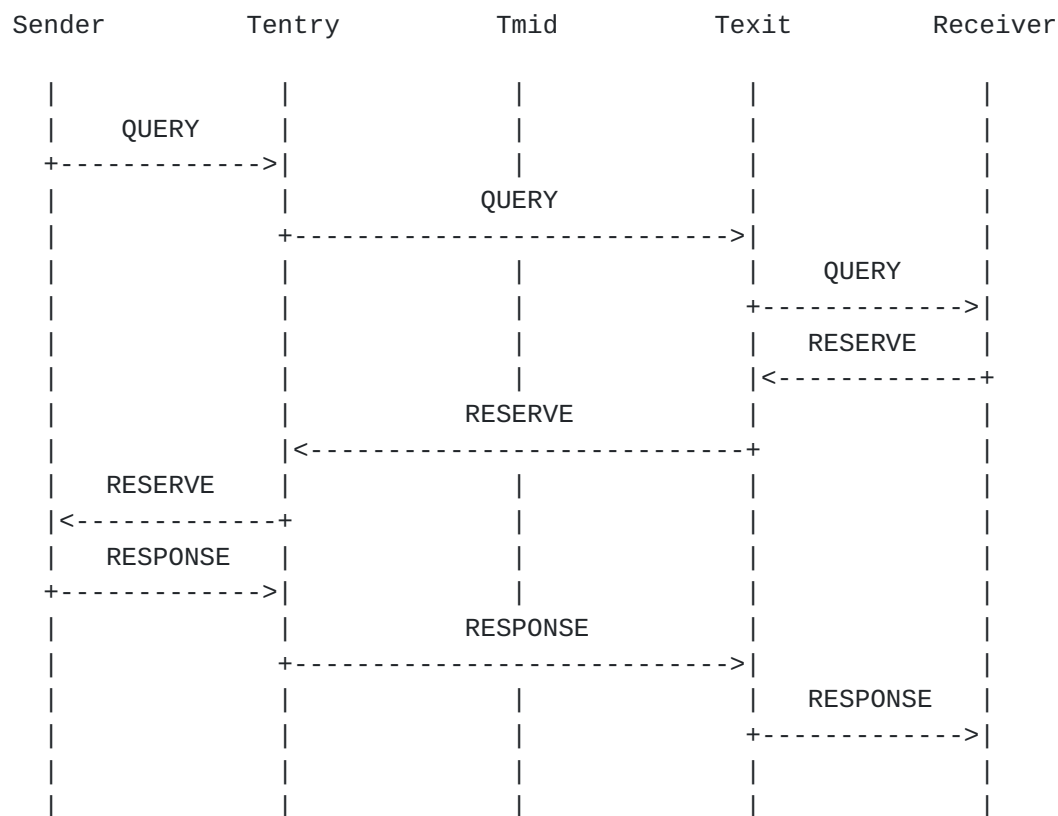 Sender Tentry Tmid Texit Receiver
QUERY
QUERY
QUERY
RESERVE
RESERVE
RESERVE
RESPONSE
RESPONSE
RESPONSE